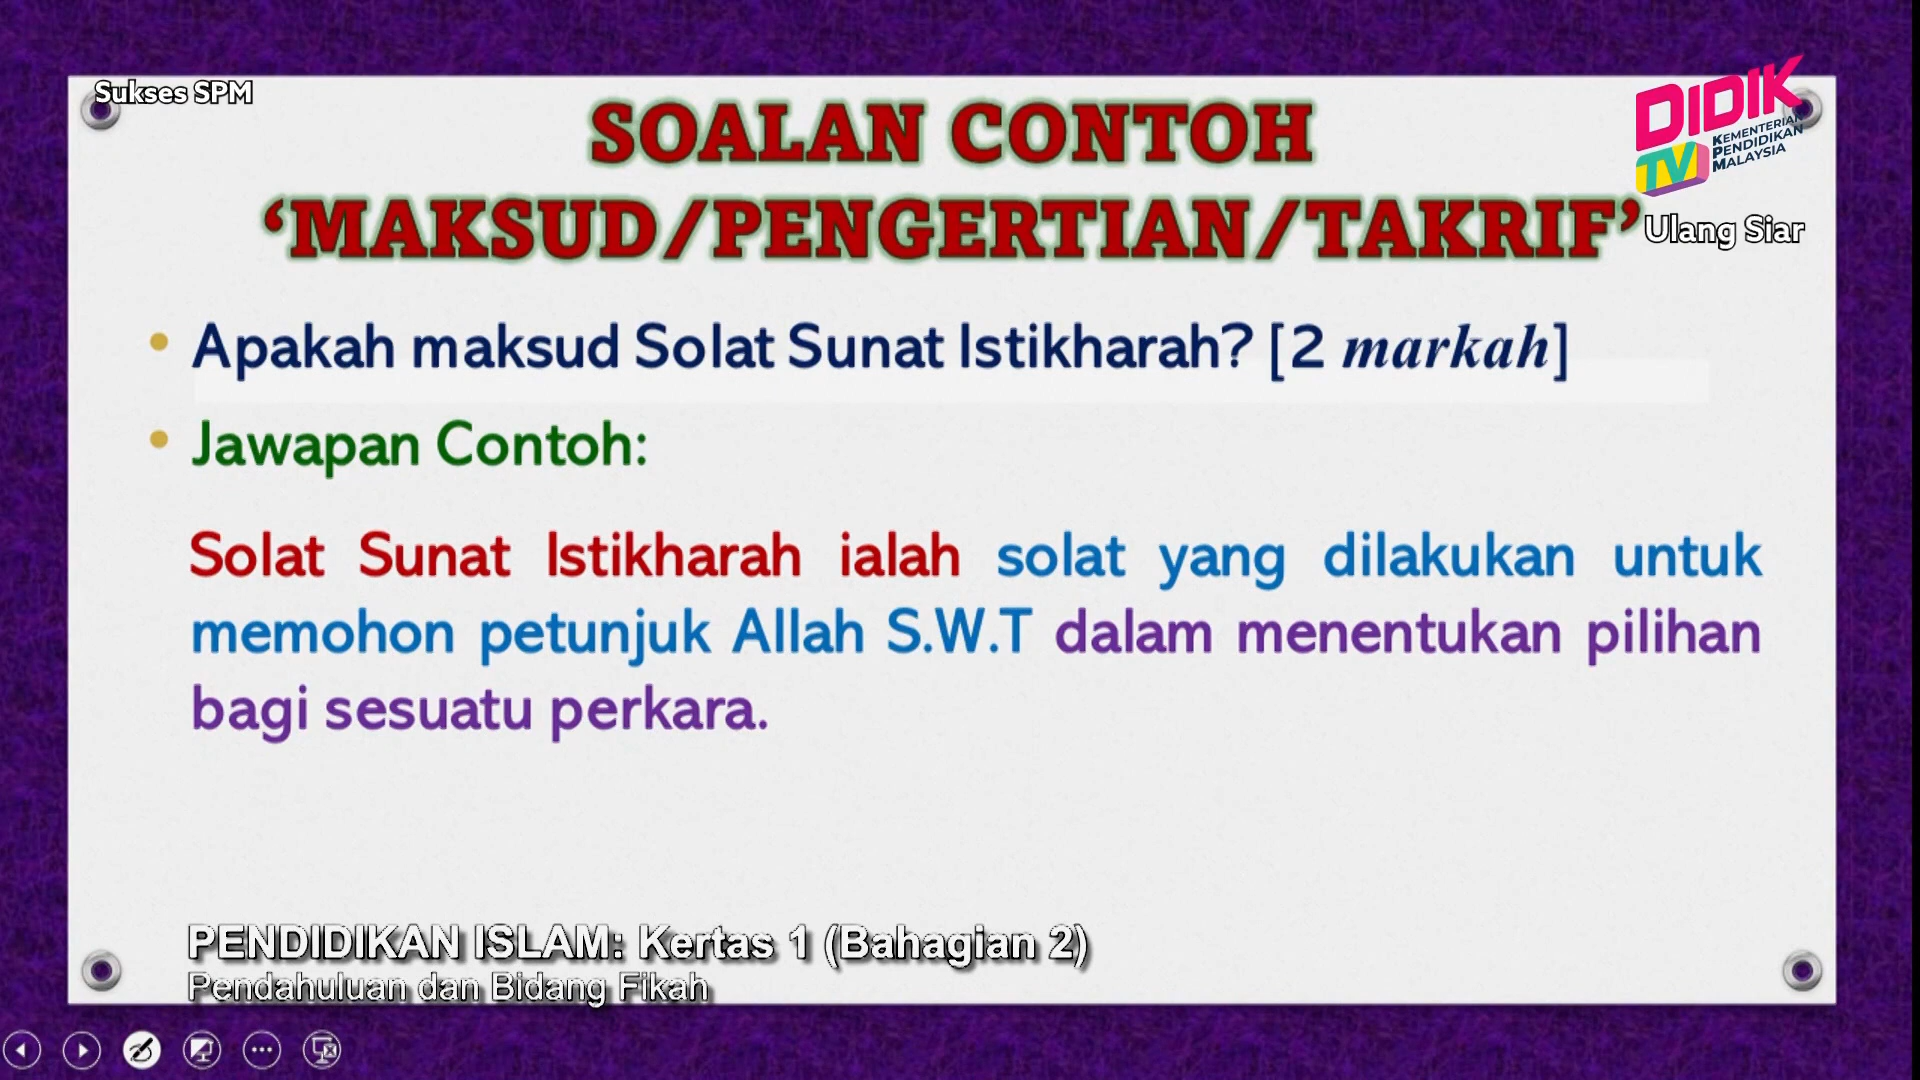 Sukses SPM
SOALAN CONTOH
‘MAKSUD/PENGERTIAN/TAKRIF’
DIDIK
TV
KEMENTERIAN
PENDIDIKAN
MALAYSIA
Ulang Siar
• Apakah maksud Solat Sunat Istikharah? [2 markah]
• Jawapan Contoh:
Solat Sunat Istikharah ialah solat yang dilakukan untuk
memohon petunjuk Allah S.W.T dalam menentukan pilihan
bagi sesuatu perkara.
PENDIDIKAN ISLAM: Kertas 1 (Bahagian 2)
Pendahuluan dan Bidang Fikah